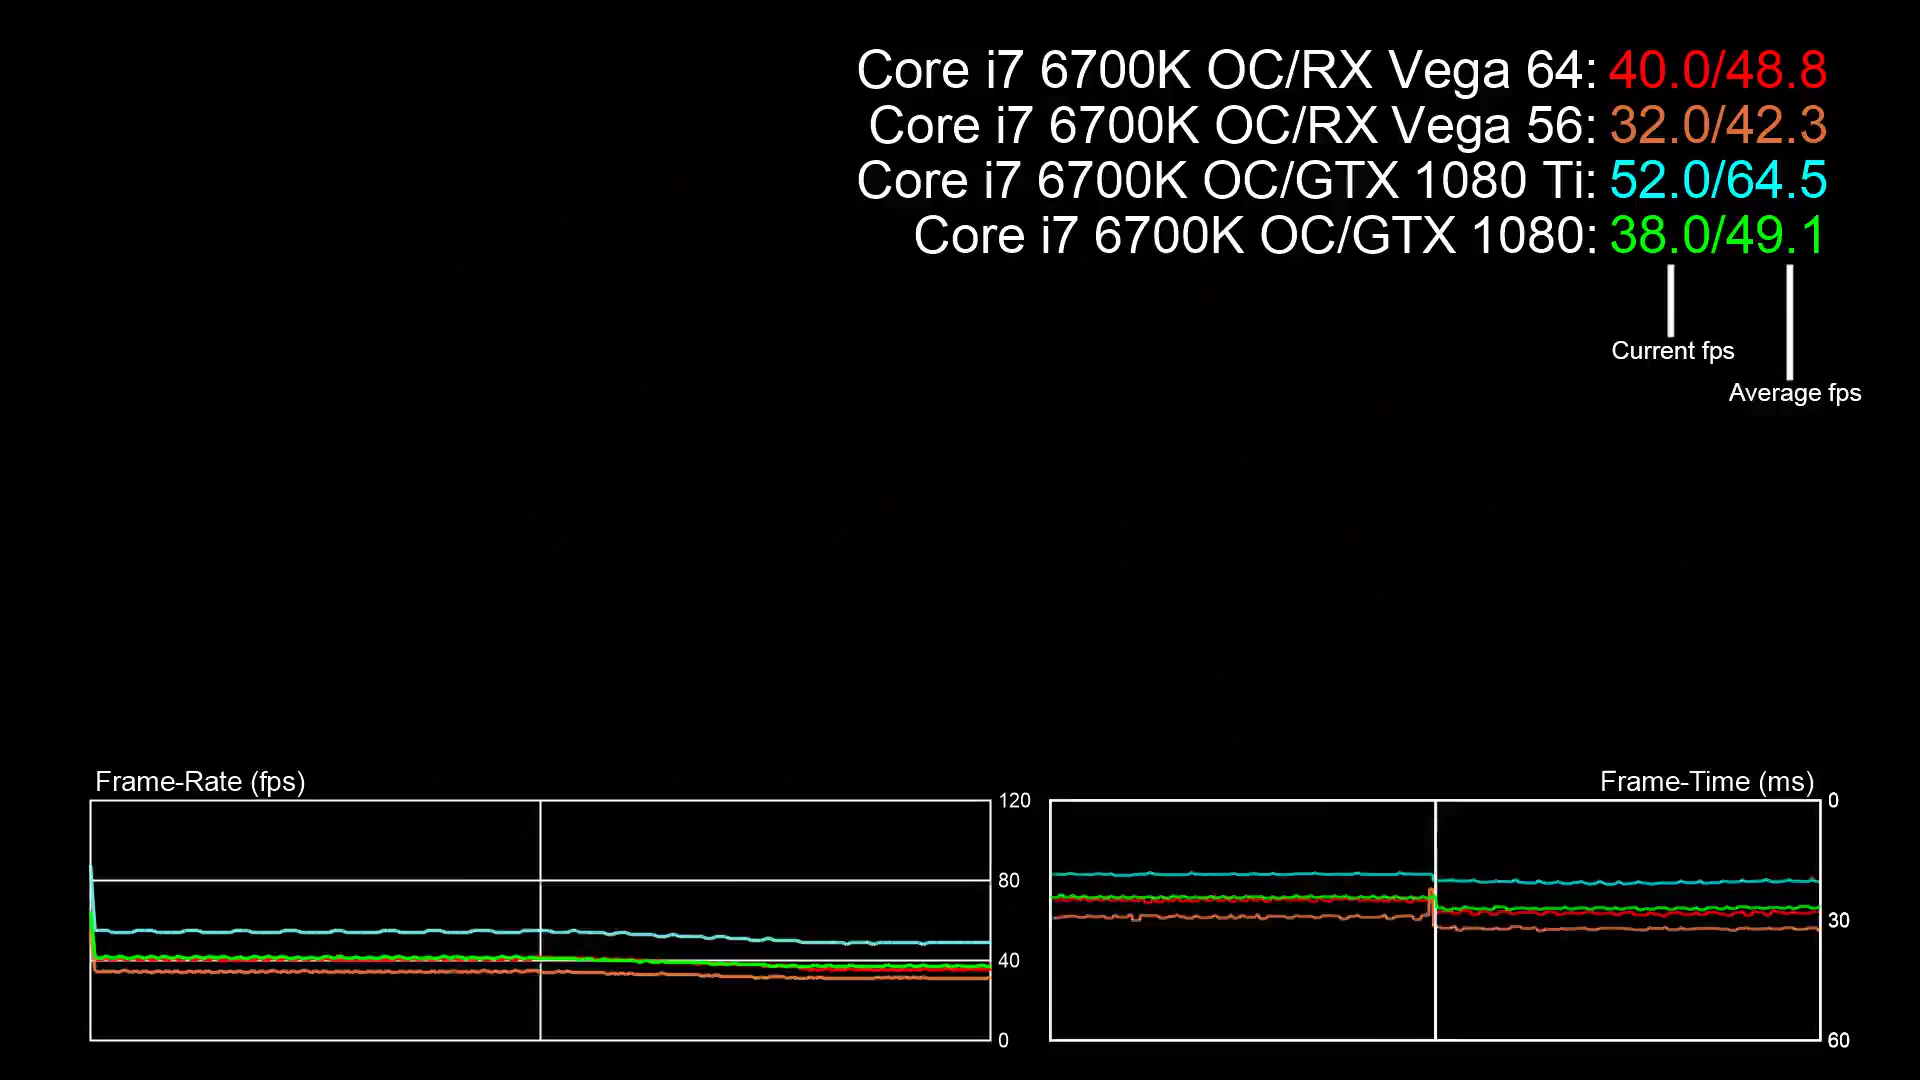 Core i7 6700K OC/RX Vega 64: 40.0/48.8
Core i7 6700K OC/RX Vega 56: 32.0/42.3
Core i7 6700K OC/GTX 1080 Ti: 52.0/64.5
Core i7 6700K OC/GTX 1080: 38.0/49.1
Current fps
Average fps
Frame-Rate (fps)
120
80
40
0
Frame-Time (ms)
0
30
60